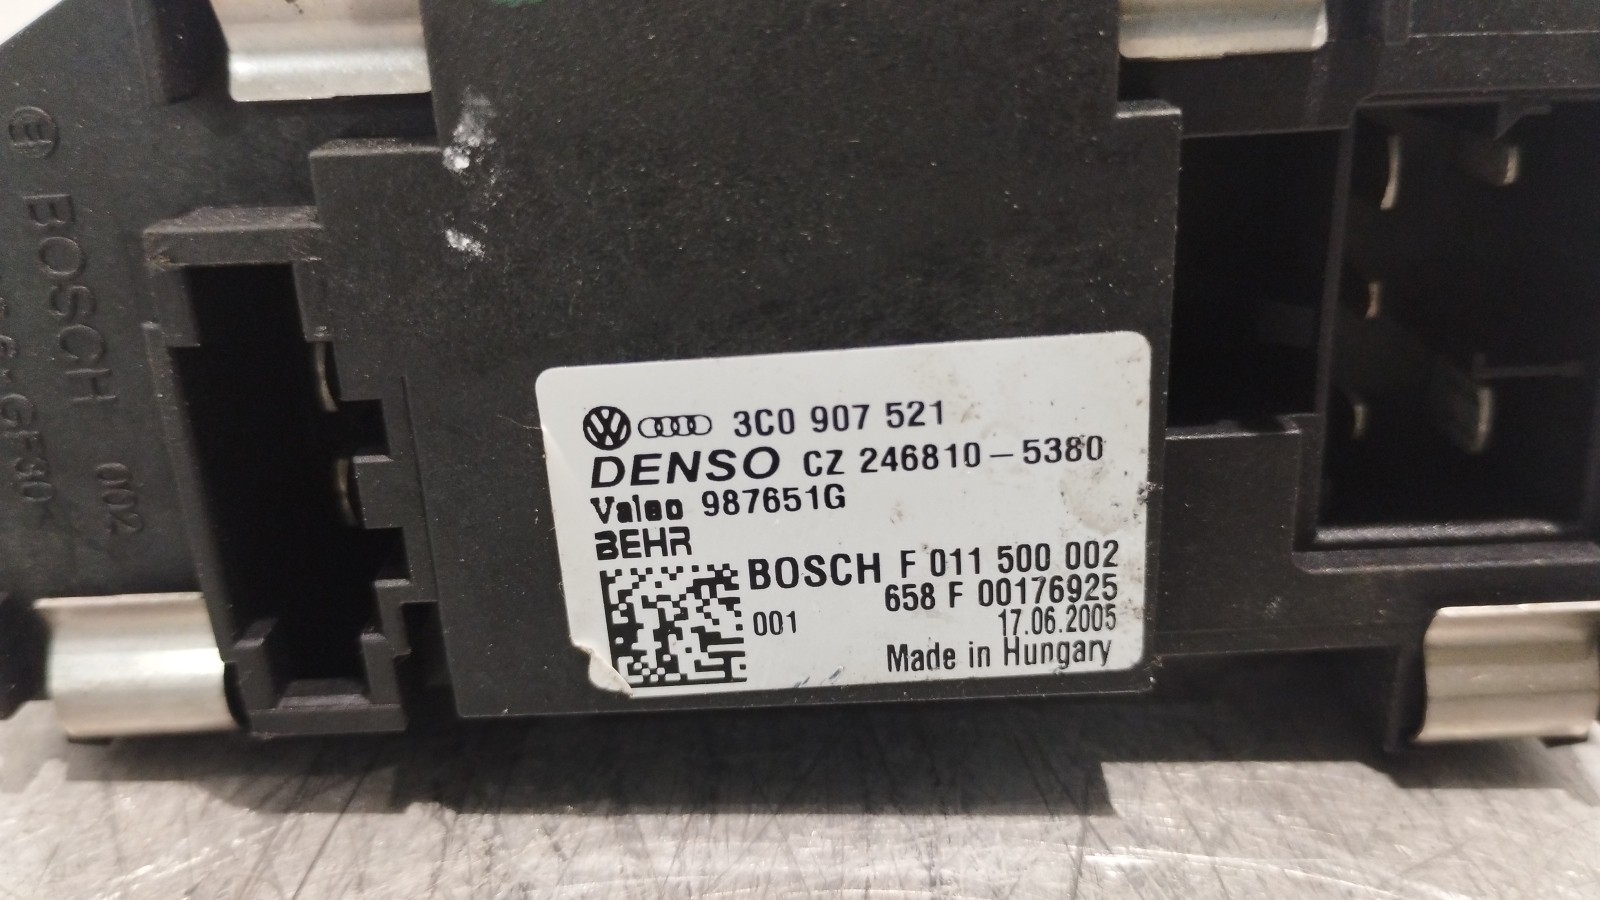 BOSCH 002
GF30
3C0 907 521
DENSO CZ 246810-5380
Valeo 987651G
BEHR
BOSCH F 011 500 002
658 F 00176925
001 17.06.2005
Made in Hungary